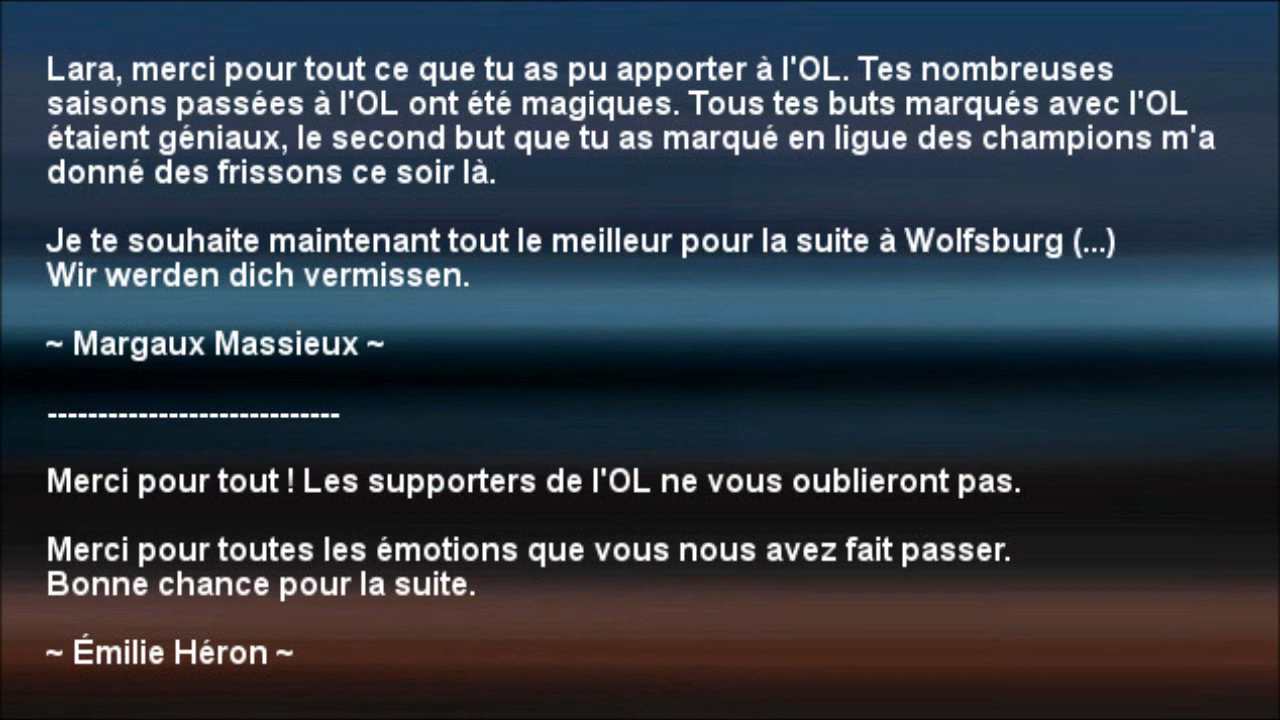 Lara, merci pour tout ce que tu as pu apporter à l'OL. Tes nombreuses
saisons passées à l'OL ont été magiques. Tous tes buts marqués avec l'OL
étaient géniaux, le second but que tu as marqué en ligue des champions m'a
donné des frissons ce soir là.
Je te souhaite maintenant tout le meilleur pour la suite à Wolfsburg (...)
Wir werden dich vermissen.
~ Margaux Massieux ~
-----------------------------
Merci pour tout ! Les supporters de l'OL ne vous oublieront pas.
Merci pour toutes les émotions que vous nous avez fait passer.
Bonne chance pour la suite.
~ Émilie Héron ~